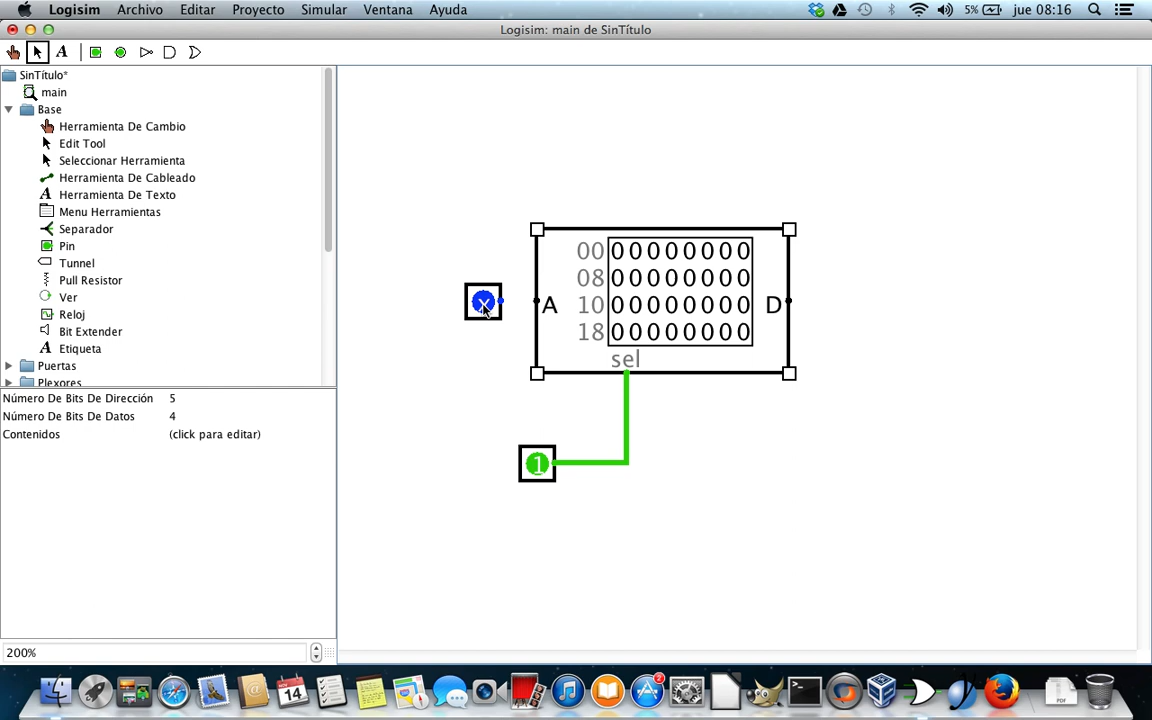 Logisim Archivo Editar Proyecto Simular Ventana Ayuda 5% jue 08:16
Logisim: main de SinTítulo
A
SinTítulo*
main
Base
Herramienta De Cambio
Edit Tool
Seleccionar Herramienta
Herramienta De Cableado
A Herramienta De Texto
Menu Herramientas
Separador
Pin
Tunnel
Pull Resistor
Ver
Reloj
Bit Extender
Etiqueta
Puertas
Plexores
Número De Bits De Dirección 5
Número De Bits De Datos 4
Contenidos (click para editar)
200%
00 00000000
08 00000000
x A 10 00000000 D
18 00000000
sel
1
14
2
PDF